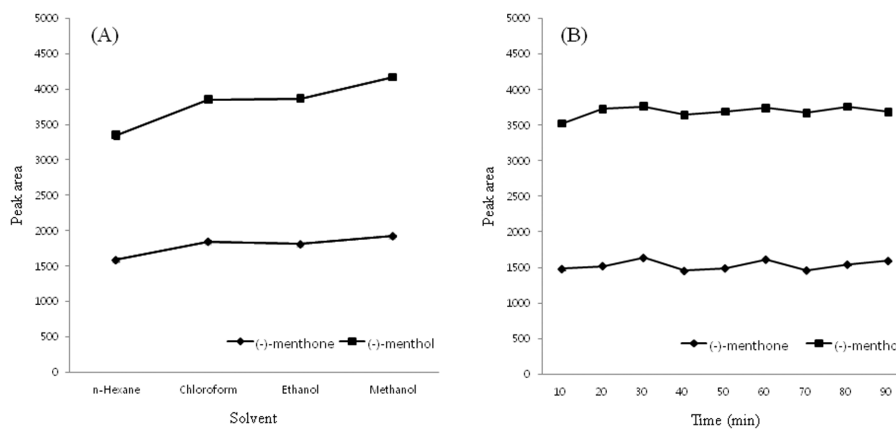 (A)
Peak area
5000
4500
4000
3500
3000
2500
2000
1500
1000
500
0
(-)-menthone (-)-menthol
n-Hexane Chloroform Ethanol Methanol
Solvent
(B)
Peak area
5000
4500
4000
3500
3000
2500
2000
1500
1000
500
0
(-)-menthone (-)-mentho
10 20 30 40 50 60 70 80 90
Time (min)